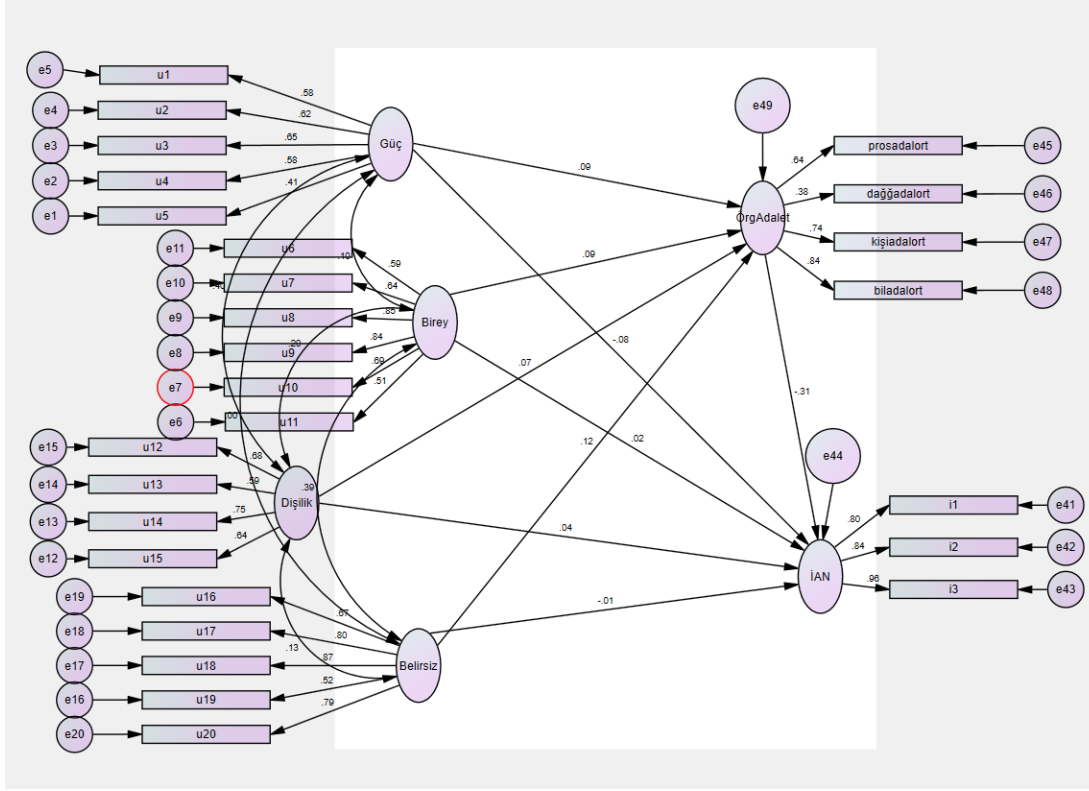 e5
u1
.58
e4
u2
.62
e3
u3
.65
Güç
e2
u4
.58
e1
u5
.41
e49
prosadalort
e45
.64
.09
dağğadalort
e46
.38
ÖrgAdalet
kişiadalort
e47
.74
biladalort
e48
.84
e11
u6
.59
.10
.09
e10
u7
.64
e9
u8
.85
Birey
e8
u9
.84
.20
e7
u10
.69
e6
u11
.51
.00
-.08
.07
-.31
.12
.02
e15
u12
.68
e14
u13
.59
.39
Dişilik
e13
u14
.75
e12
u15
.64
e44
.04
i1
e41
.80
i2
e42
.84
İAN
i3
e43
.96
e19
u16
.67
-.01
e18
u17
.80
.13
e17
u18
.87
Belirsiz
e16
u19
.52
e20
u20
.79